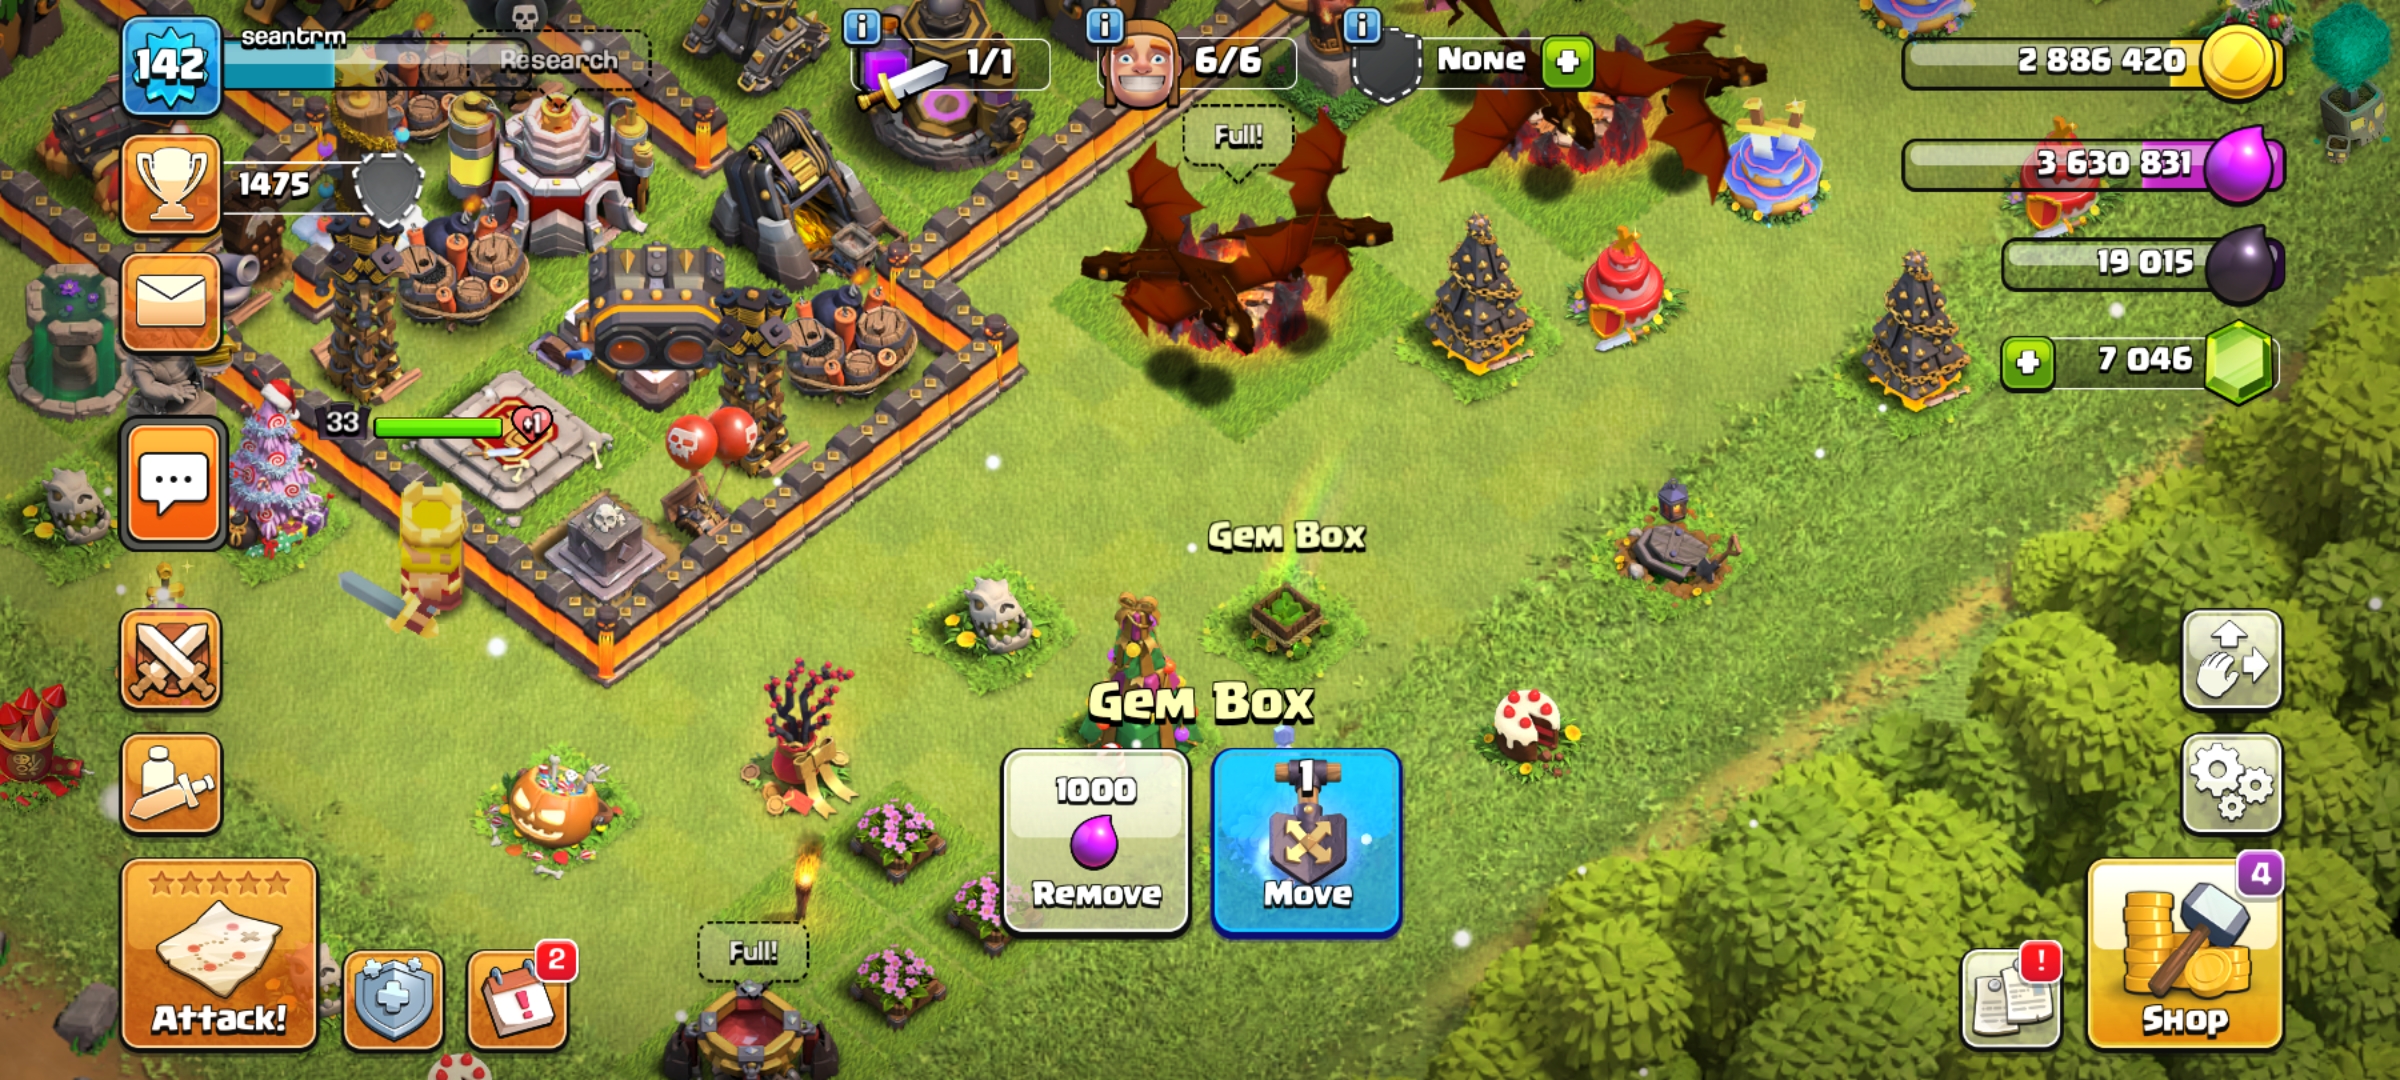 142
seantrm
Research
1/1
6/6
None
2 886 420
1475
Full!
3 630 831
19 015
7 046
33
+1
Gem Box
Gem Box
1000
Remove
1
Move
Full!
Attack!
2
!
4
Shop